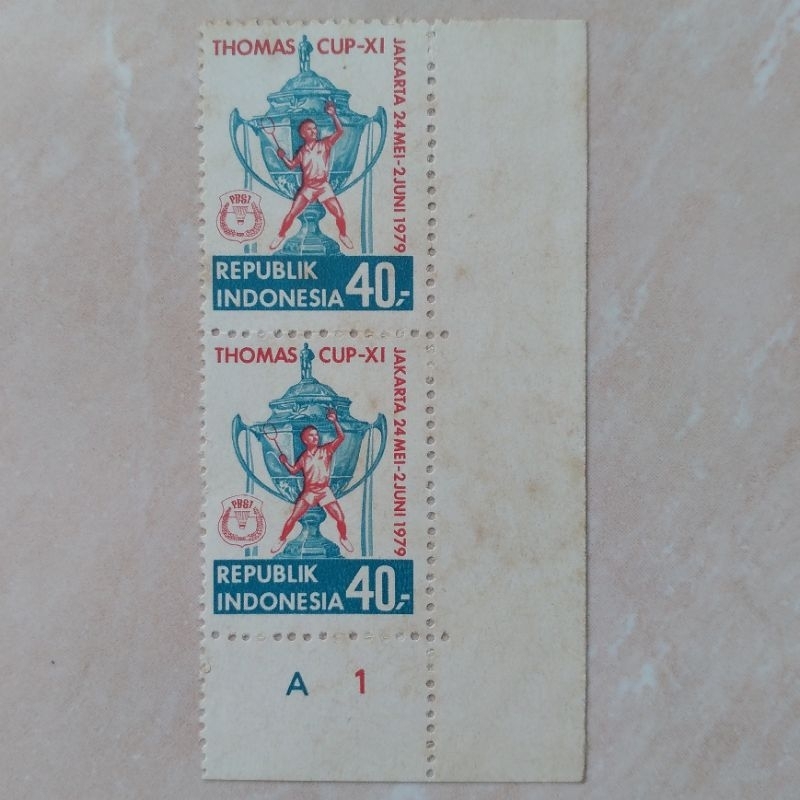 THOMAS CUP-XI
JAKARTA 24 MEI-2 JUNI 1979
PBSI
REPUBLIK
INDONESIA 40,-
THOMAS CUP-XI
JAKARTA 24 MEI-2 JUNI 1979
PBSI
REPUBLIK
INDONESIA 40,-
A 1